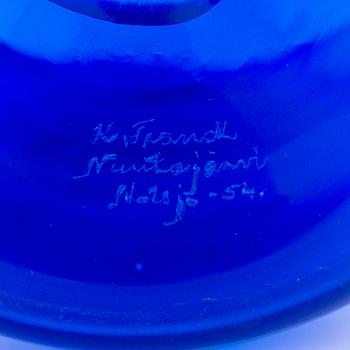 K. Franck
Nuutajärvi
Notsjö -54.